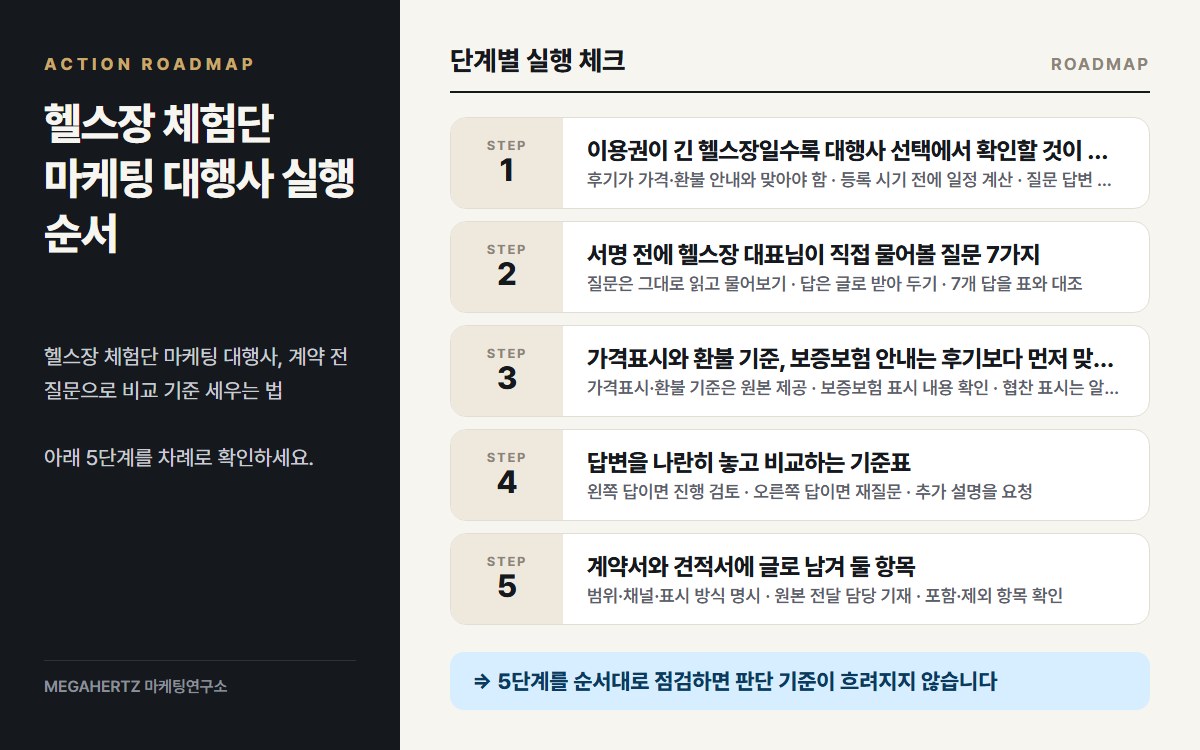 ACTION ROADMAP
헬스장 체험단
마케팅 대행사 실행
순서
헬스장 체험단 마케팅 대행사, 계약 전
질문으로 비교 기준 세우는 법
아래 5단계를 차례로 확인하세요.
MEGAHERTZ 마케팅연구소
단계별 실행 체크
ROADMAP
STEP
1
이용권이 긴 헬스장일수록 대행사 선택에서 확인할 것이 ...
후기가 가격·환불 안내와 맞아야 함 · 등록 시기 전에 일정 계산 · 질문 답변 ...
STEP
2
서명 전에 헬스장 대표님이 직접 물어볼 질문 7가지
질문은 그대로 읽고 물어보기 · 답은 글로 받아 두기 · 7개 답을 표와 대조
STEP
3
가격표시와 환불 기준, 보증보험 안내는 후기보다 먼저 맞...
가격표시·환불 기준은 원본 제공 · 보증보험 표시 내용 확인 · 협찬 표시는 알...
STEP
4
답변을 나란히 놓고 비교하는 기준표
왼쪽 답이면 진행 검토 · 오른쪽 답이면 재질문 · 추가 설명을 요청
STEP
5
계약서와 견적서에 글로 남겨 둘 항목
범위·채널·표시 방식 명시 · 원본 전달 담당 기재 · 포함·제외 항목 확인
⇒ 5단계를 순서대로 점검하면 판단 기준이 흐려지지 않습니다